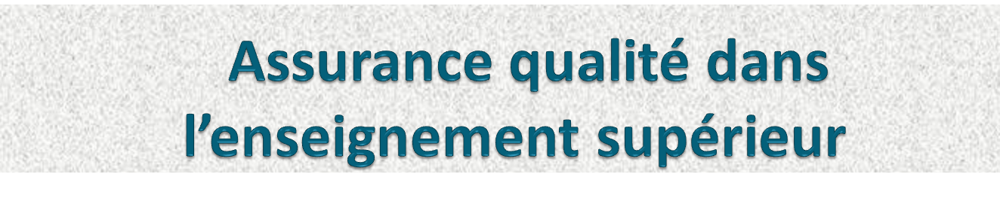 Assurance qualité dans
l’enseignement supérieur